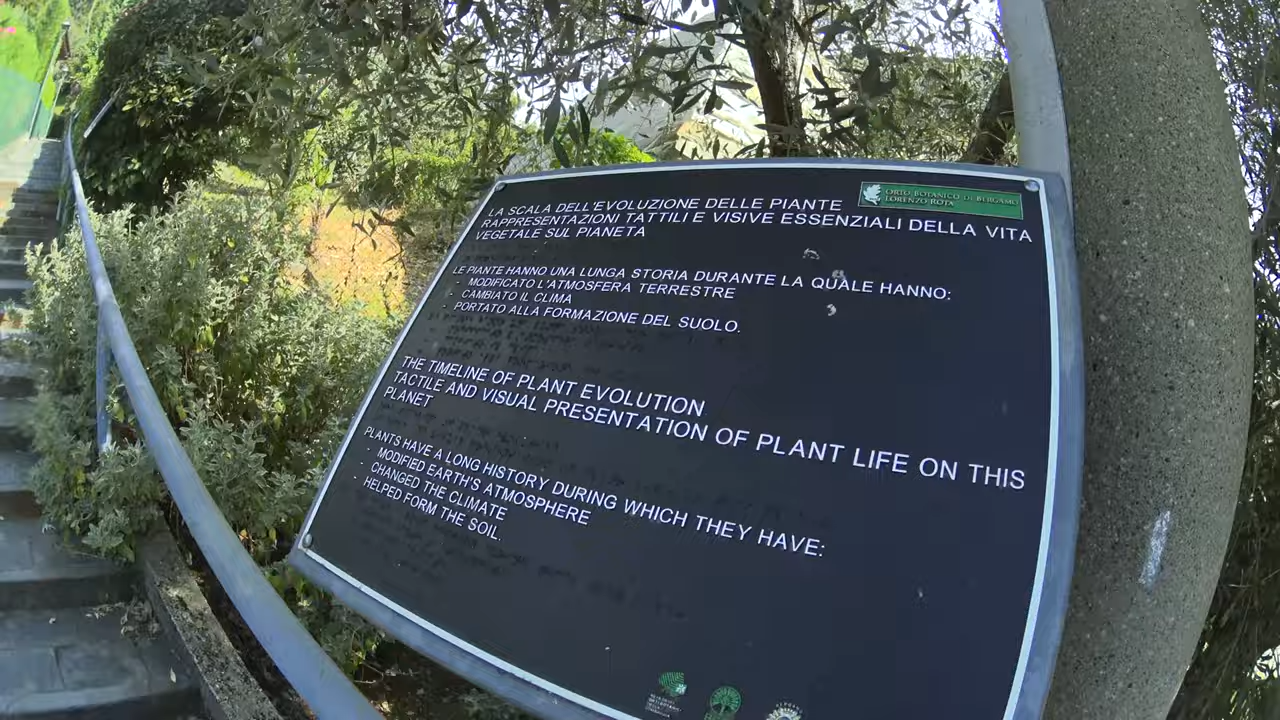 ORTO BOTANICO DI BERGAMO
LORENZO ROTA
LA SCALA DELL'EVOLUZIONE DELLE PIANTE
RAPPRESENTAZIONI TATTILI E VISIVE ESSENZIALI DELLA VITA
VEGETALE SUL PIANETA
LE PIANTE HANNO UNA LUNGA STORIA DURANTE LA QUALE HANNO:
- MODIFICATO L'ATMOSFERA TERRESTRE
- CAMBIATO IL CLIMA
- PORTATO ALLA FORMAZIONE DEL SUOLO.
THE TIMELINE OF PLANT EVOLUTION
TACTILE AND VISUAL PRESENTATION OF PLANT LIFE ON THIS
PLANET
PLANTS HAVE A LONG HISTORY DURING WHICH THEY HAVE:
- MODIFIED EARTH'S ATMOSPHERE
- CHANGED THE CLIMATE
- HELPED FORM THE SOIL.